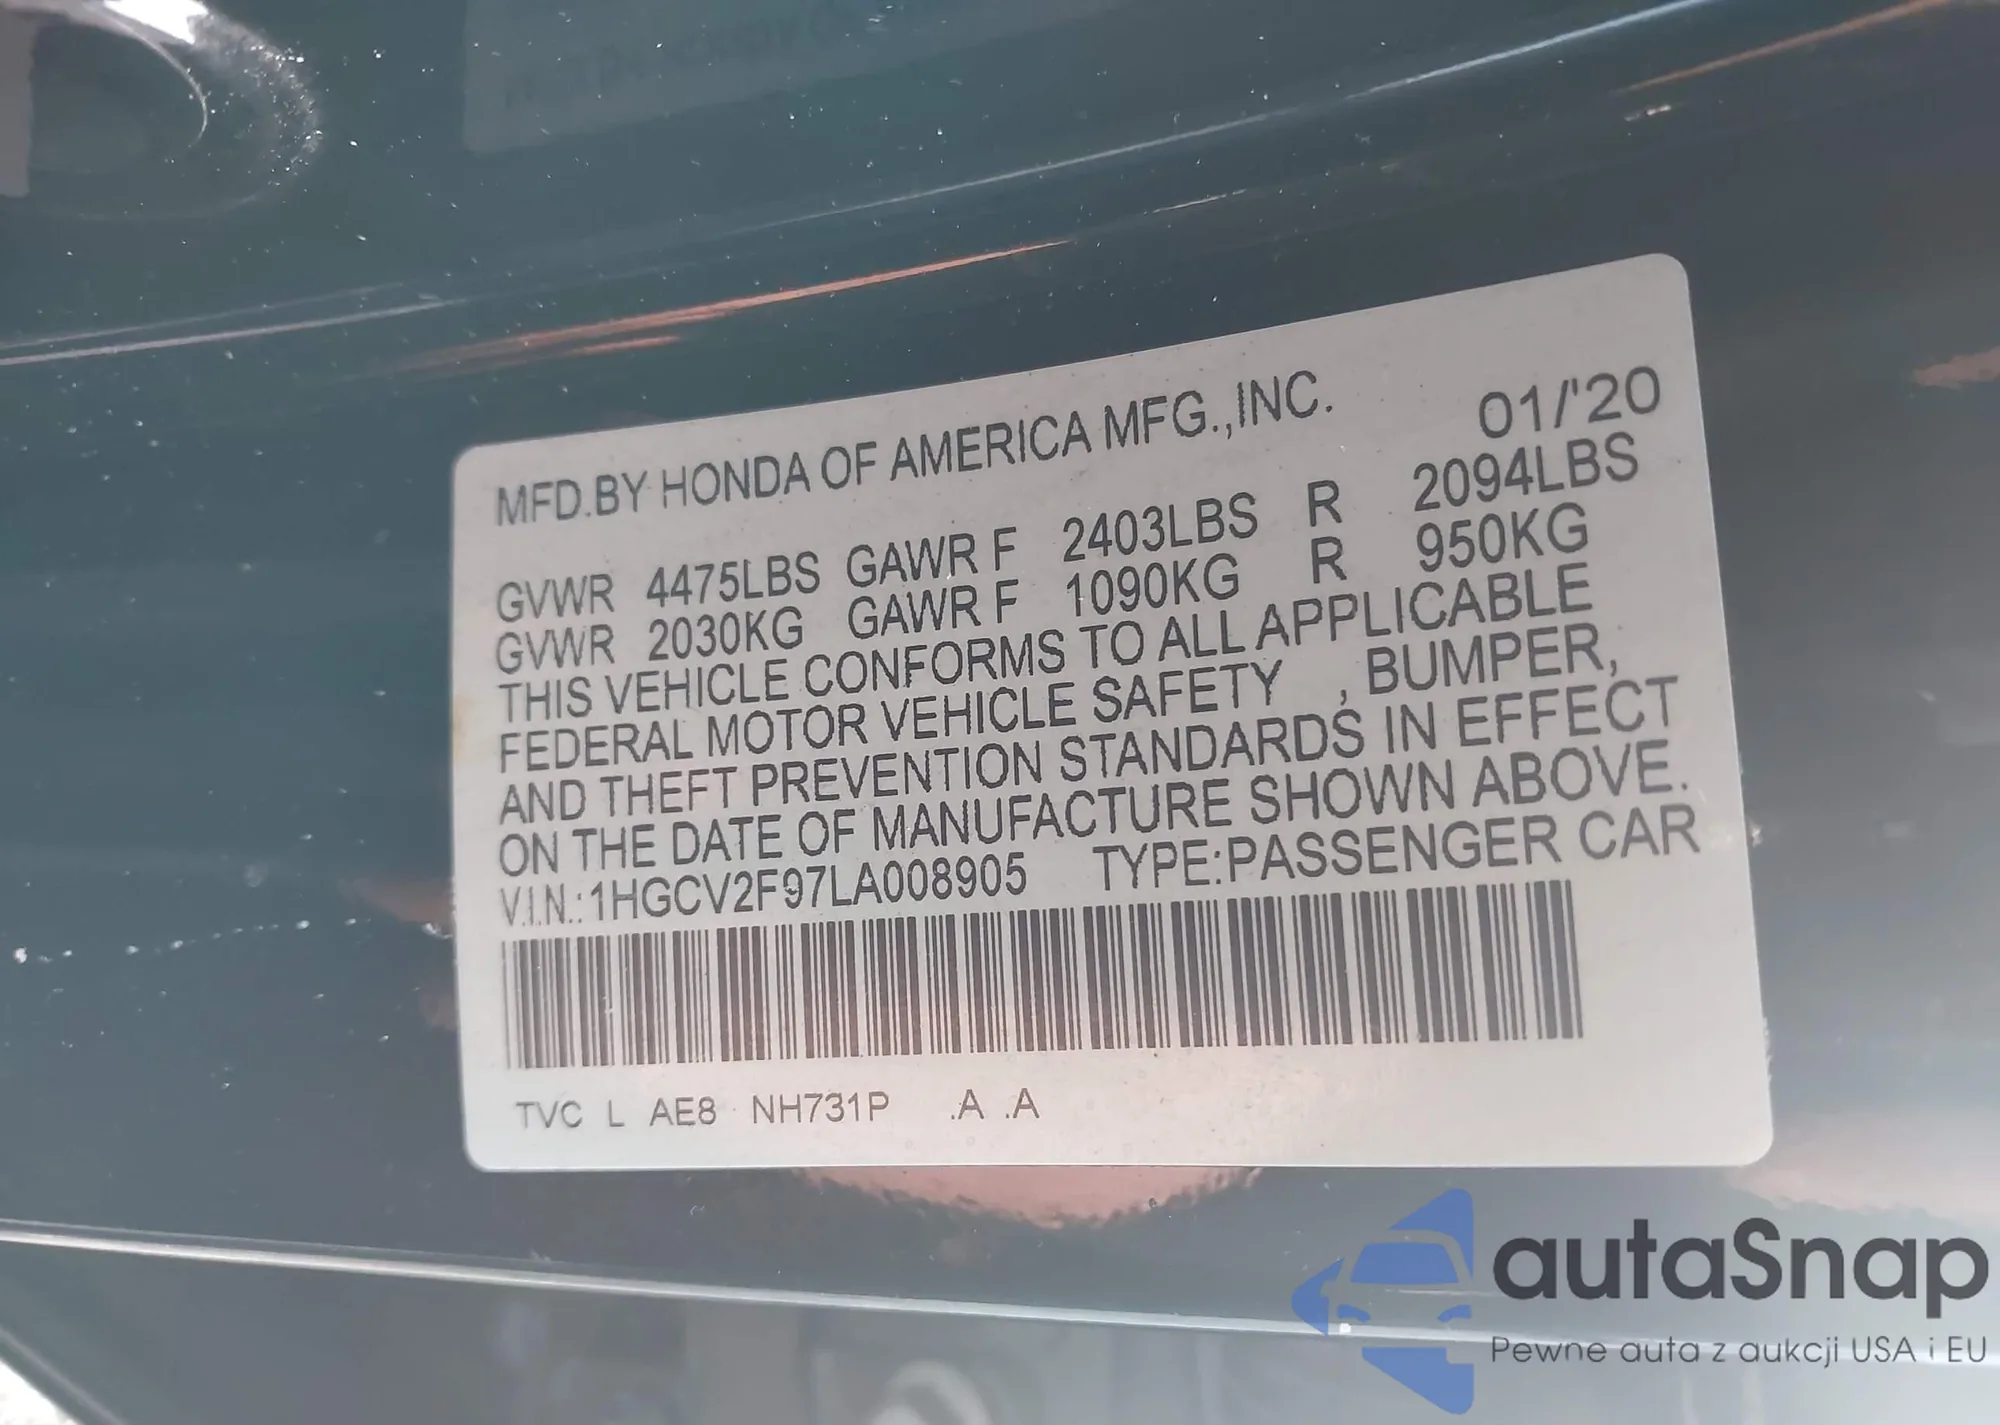 MFD.BY HONDA OF AMERICA MFG.,INC. 01/'20
GVWR 4475LBS GAWR F 2403LBS R 2094LBS
GVWR 2030KG GAWR F 1090KG R 950KG
THIS VEHICLE CONFORMS TO ALL APPLICABLE
FEDERAL MOTOR VEHICLE SAFETY , BUMPER,
AND THEFT PREVENTION STANDARDS IN EFFECT
ON THE DATE OF MANUFACTURE SHOWN ABOVE.
V.I.N.:1HGCV2F97LA008905 TYPE:PASSENGER CAR
TVC L AE8 NH731P .A .A
autaSnap
Pewne auta z aukcji USA i EU